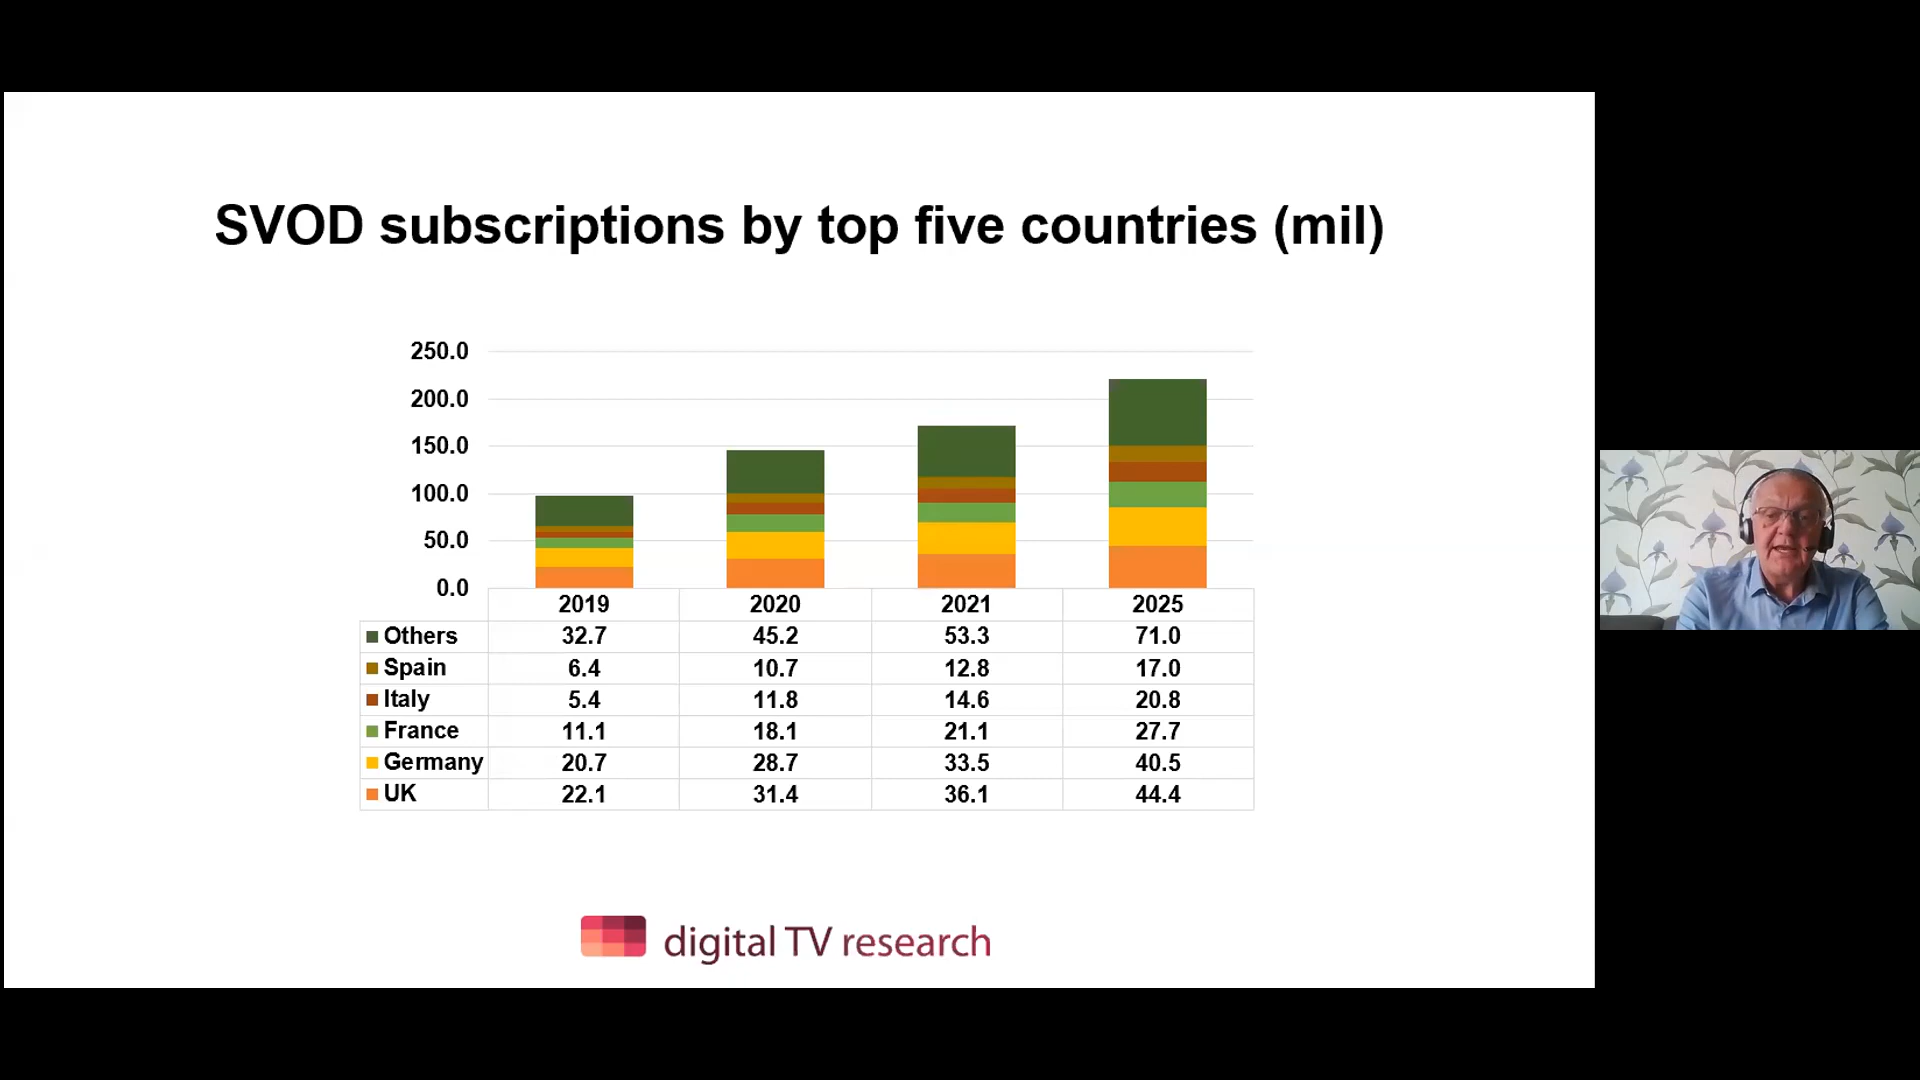 SVOD subscriptions by top five countries (mil)
250.0
200.0
150.0
100.0
50.0
0.0
2019 2020 2021 2025
Others 32.7 45.2 53.3 71.0
Spain 6.4 10.7 12.8 17.0
Italy 5.4 11.8 14.6 20.8
France 11.1 18.1 21.1 27.7
Germany 20.7 28.7 33.5 40.5
UK 22.1 31.4 36.1 44.4
digital TV research